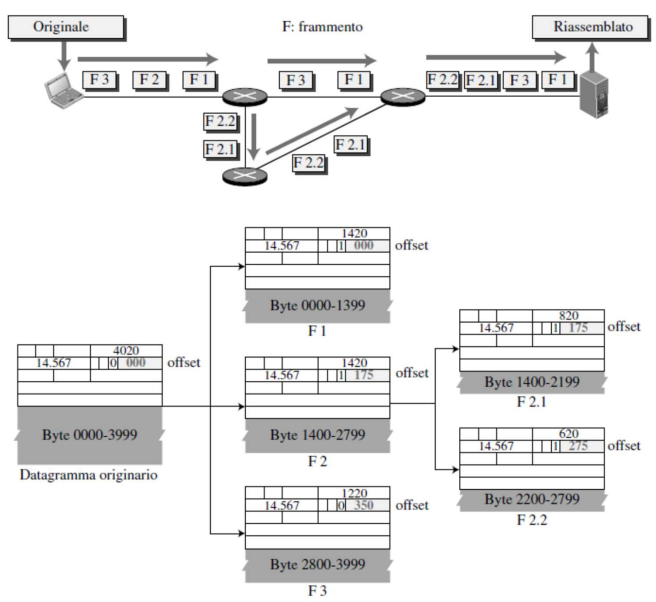 Originale
F: frammento
Riassemblato
F 3 F 2 F 1
F 3 F 1
F 2.2 F 2.1 F 3 F 1
F 2.2
F 2.1
F 2.1
F 2.2
1420
14.567 1 000 offset
Byte 0000-1399
F 1
4020
14.567 0 000 offset
Byte 0000-3999
Datagramma originario
1420
14.567 1 175 offset
Byte 1400-2799
F 2
820
14.567 1 175 offset
Byte 1400-2199
F 2.1
620
14.567 1 275 offset
Byte 2200-2799
F 2.2
1220
14.567 0 350 offset
Byte 2800-3999
F 3